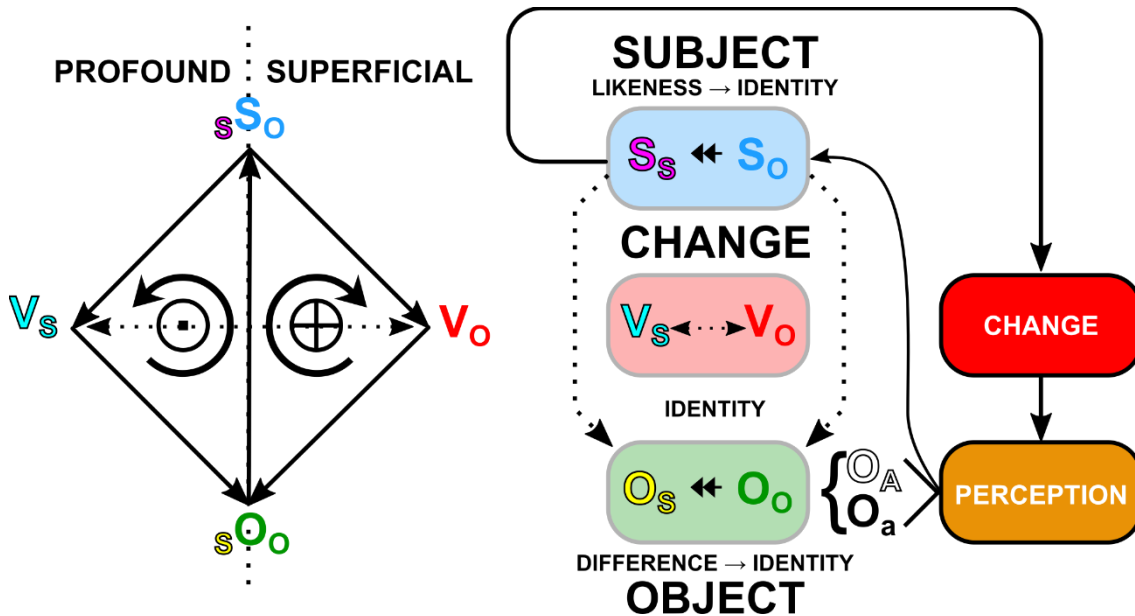 PROFOUND SUPERFICIAL
sSO
VS VO
sOO
SUBJECT
LIKENESS → IDENTITY
SS SO
CHANGE
VS VO
IDENTITY
OS OO
DIFFERENCE → IDENTITY
OBJECT
OA
Oa
CHANGE
PERCEPTION